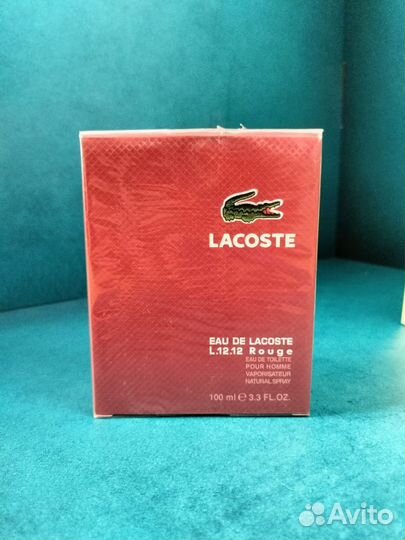 LACOSTE
EAU DE LACOSTE
L.12.12 Rouge
EAU DE TOILETTE
POUR HOMME
VAPORISATEUR
NATURAL SPRAY
100 ml ℮ 3.3 FL.OZ.
Avito